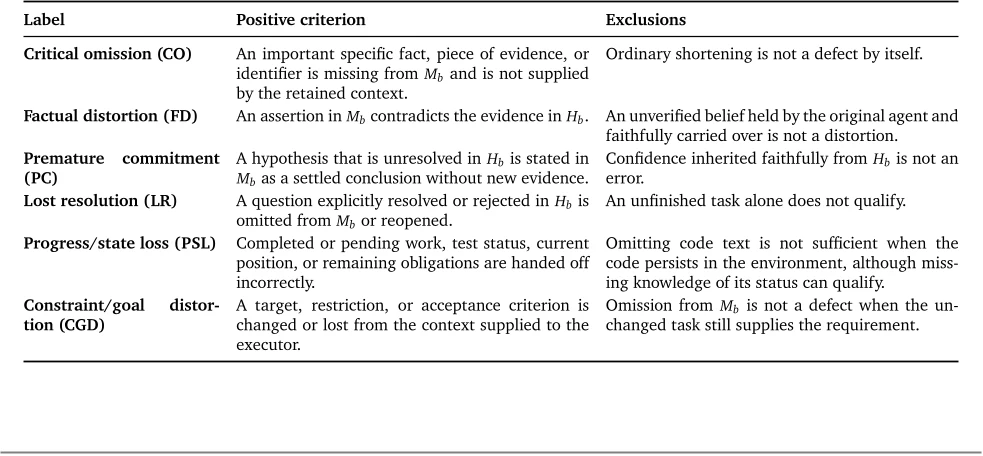 Label Positive criterion Exclusions
Critical omission (CO) An important specific fact, piece of evidence, or Ordinary shortening is not a defect by itself.
identifier is missing from M_b and is not supplied
by the retained context.
Factual distortion (FD) An assertion in M_b contradicts the evidence in H_b. An unverified belief held by the original agent and
faithfully carried over is not a distortion.
Premature commitment A hypothesis that is unresolved in H_b is stated in Confidence inherited faithfully from H_b is not an
(PC) M_b as a settled conclusion without new evidence. error.
Lost resolution (LR) A question explicitly resolved or rejected in H_b is An unfinished task alone does not qualify.
omitted from M_b or reopened.
Progress/state loss (PSL) Completed or pending work, test status, current Omitting code text is not sufficient when the
position, or remaining obligations are handed off code persists in the environment, although miss-
incorrectly. ing knowledge of its status can qualify.
Constraint/goal distor- A target, restriction, or acceptance criterion is Omission from M_b is not a defect when the un-
tion (CGD) changed or lost from the context supplied to the changed task still supplies the requirement.
executor.